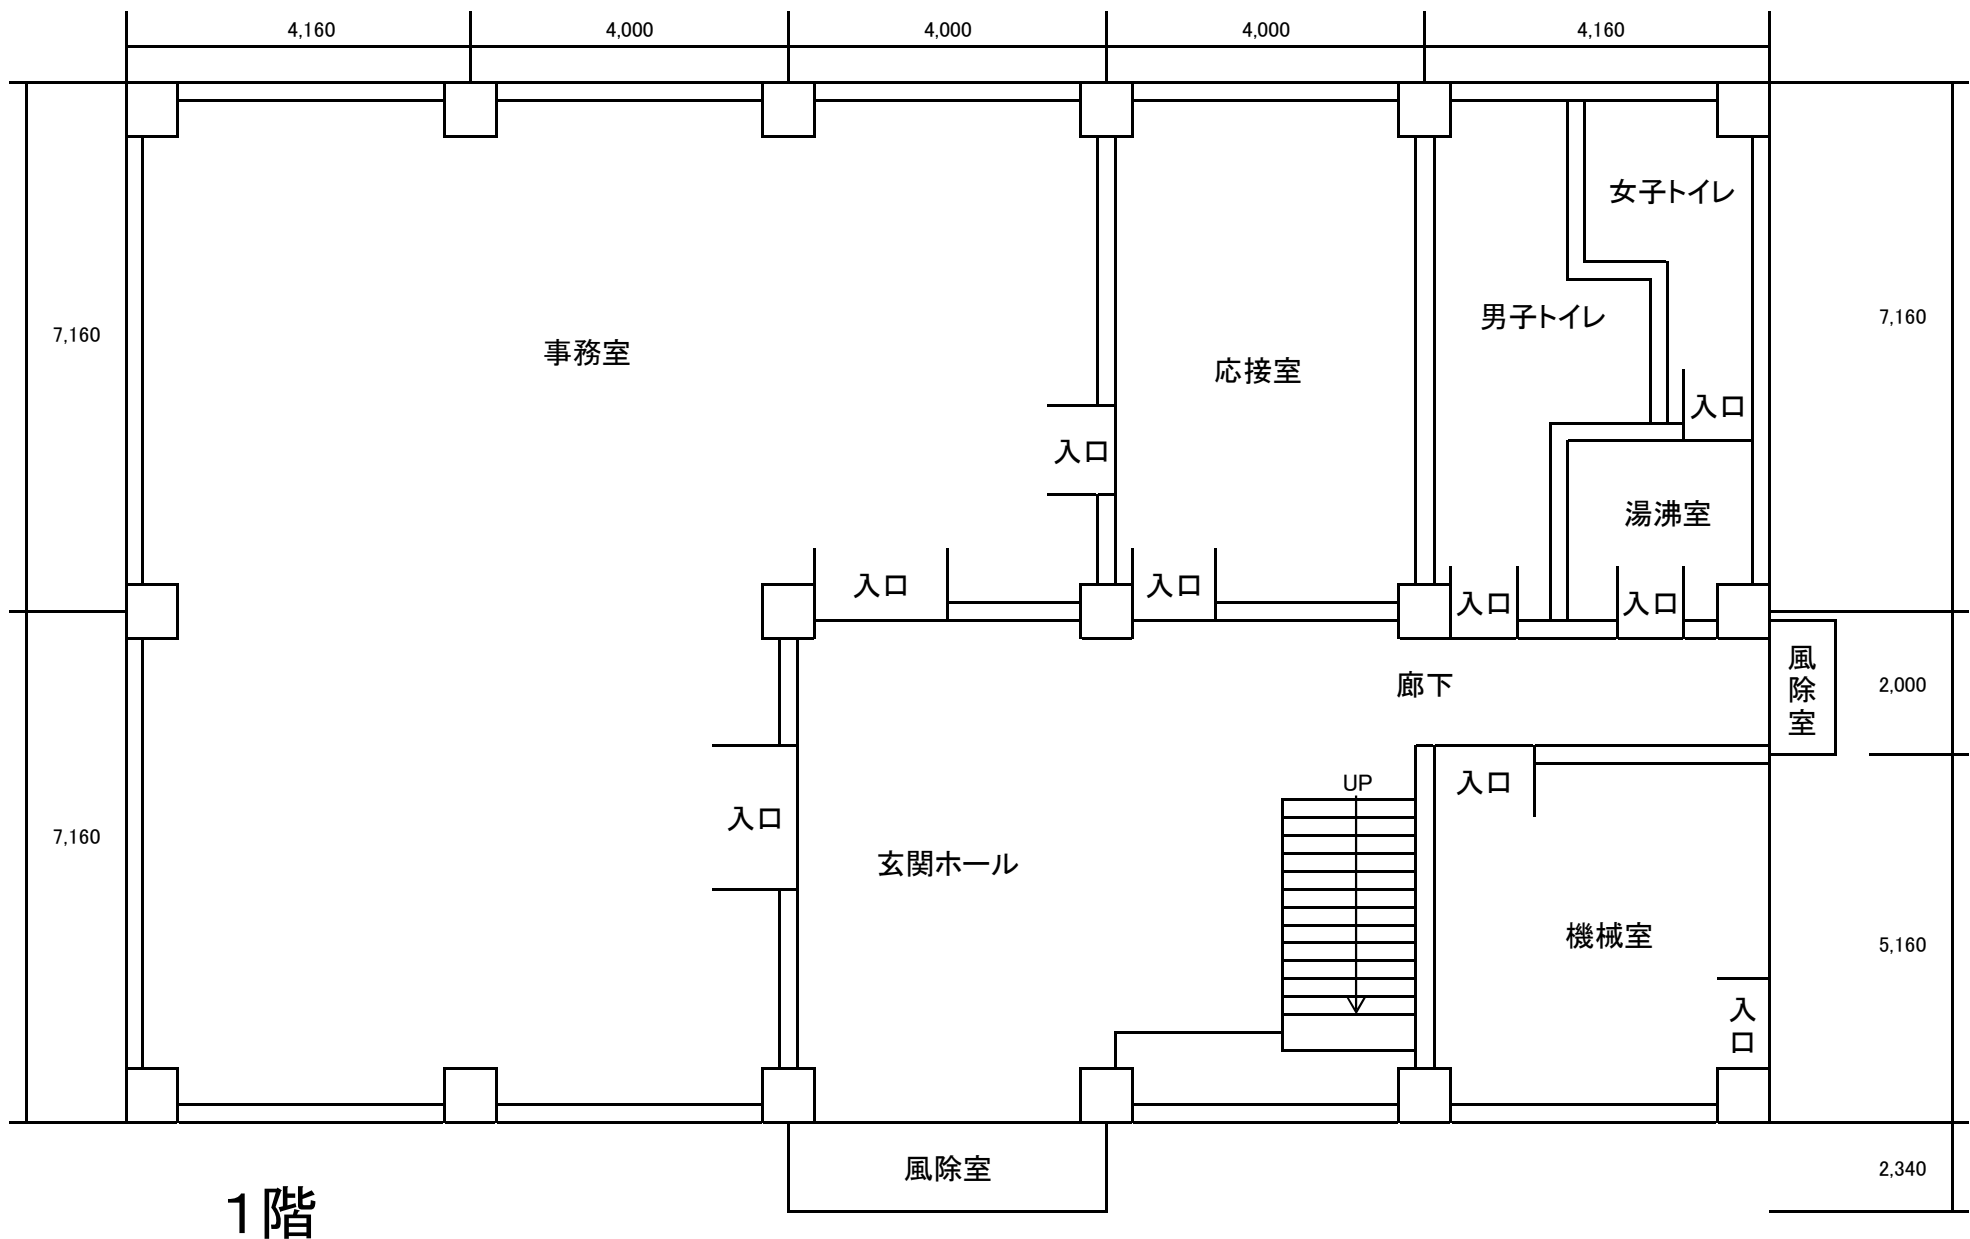 4,160
4,000
4,000
4,000
4,160
女子トイレ
7,160
男子トイレ
7,160
事務室
応接室
入口
入口
湯沸室
入口
入口
入口
入口
風除室
廊下
2,000
UP
入口
入口
7,160
玄関ホール
機械室
5,160
入口
風除室
2,340
1階